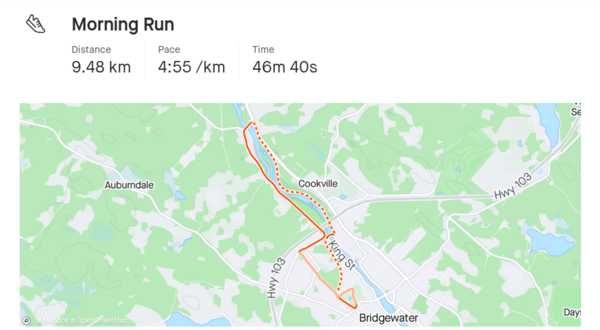 Morning Run
Distance Pace Time
9.48 km 4:55 /km 46m 40s
Se
Cookville
Auburndale
Hwy 103
King St
Hwy 103
Bridgewater
Days
© OpenStreetMap